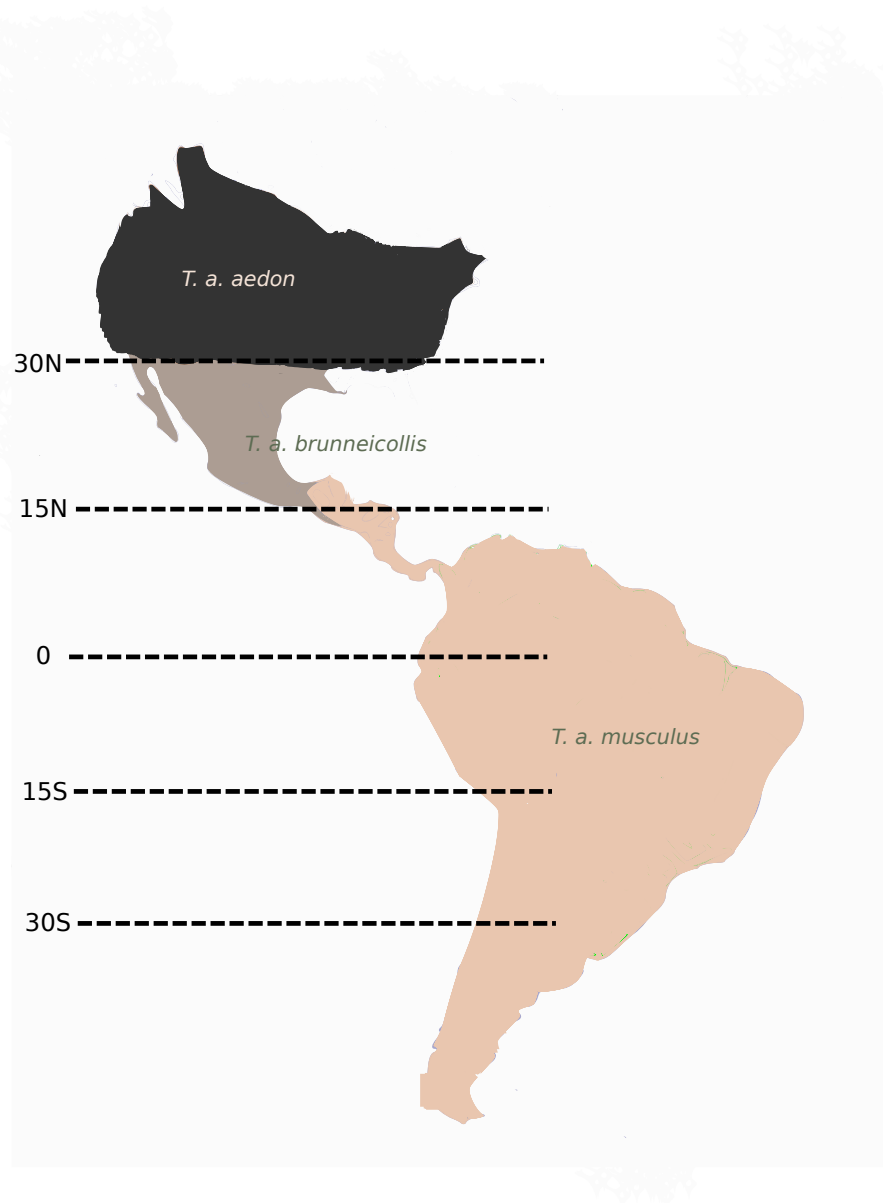 T. a. aedon
30N
T. a. brunneicollis
15N
0
T. a. musculus
15S
30S